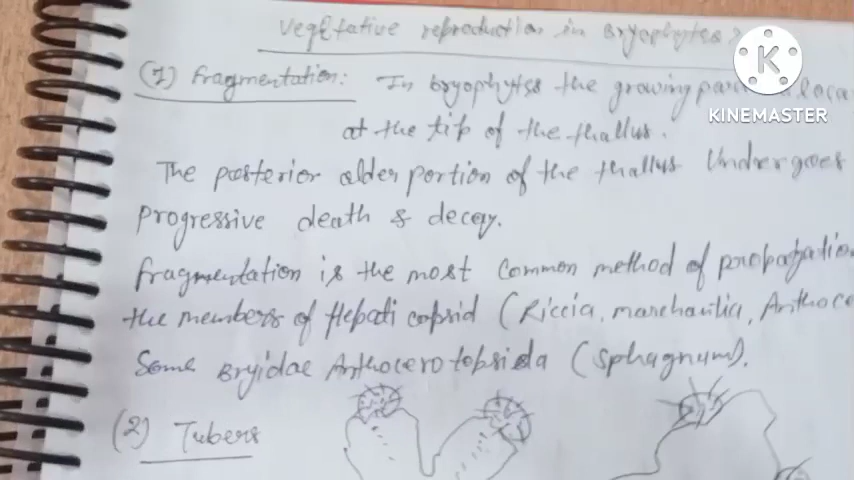 Vegetative reproduction in Bryophytes
(1) Fragmentation: In bryophytes the growing
at the tip of the thallus.
The posterior older portion of the thallus Undergoes
progressive death & decay.
fragmentation is the most common method of propagation
the members of (Riccia, marchantia,
Some Bryidae Anthocerotopsida (Sphagnum).
(2) Tubers
K
KINEMASTER